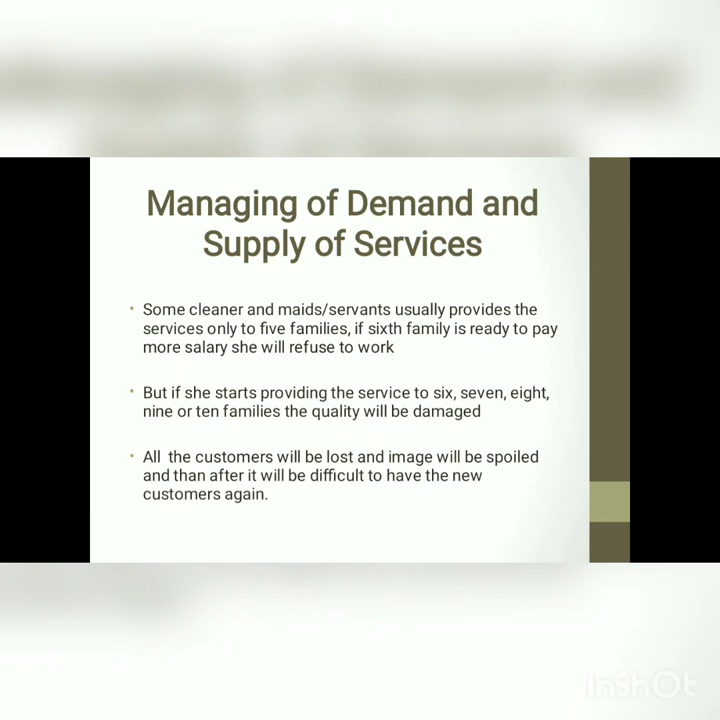 Managing of Demand and
Supply of Services
• Some cleaner and maids/servants usually provides the
services only to five families, if sixth family is ready to pay
more salary she will refuse to work
• But if she starts providing the service to six, seven, eight,
nine or ten families the quality will be damaged
• All the customers will be lost and image will be spoiled
and than after it will be difficult to have the new
customers again.
InShOt